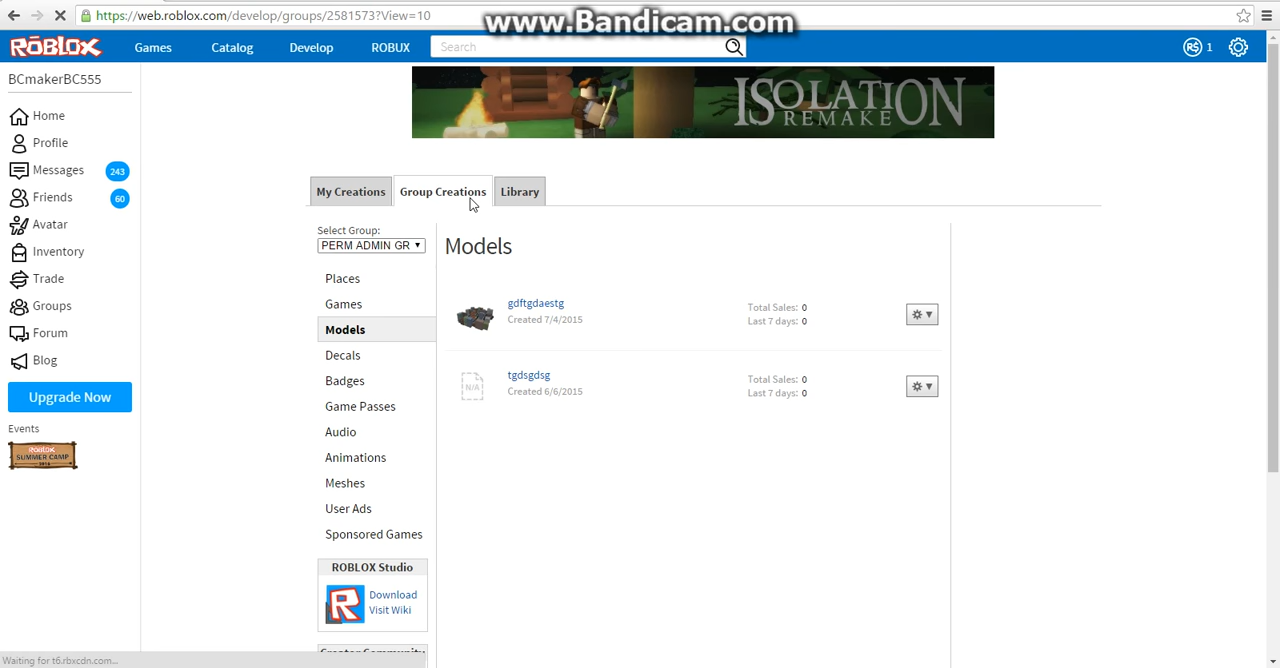 https://web.roblox.com/develop/groups/2581573?View=10
www.Bandicam.com
ROBLOX
Games
Catalog
Develop
ROBUX
Search
R$ 1
BCmakerBC555
Home
Profile
Messages 243
Friends 60
Avatar
Inventory
Trade
Groups
Forum
Blog
Upgrade Now
Events
ROBLOX
SUMMER CAMP
ISOLATION
REMAKE
My Creations
Group Creations
Library
Select Group:
PERM ADMIN GR
Places
Games
Models
Decals
Badges
Game Passes
Audio
Animations
Meshes
User Ads
Sponsored Games
ROBLOX Studio
Download
Visit Wiki
Creator Community
Models
gdftgdaestg
Created 7/4/2015
Total Sales: 0
Last 7 days: 0
N/A
tgdsgdsg
Created 6/6/2015
Total Sales: 0
Last 7 days: 0
Waiting for t6.rbxcdn.com...